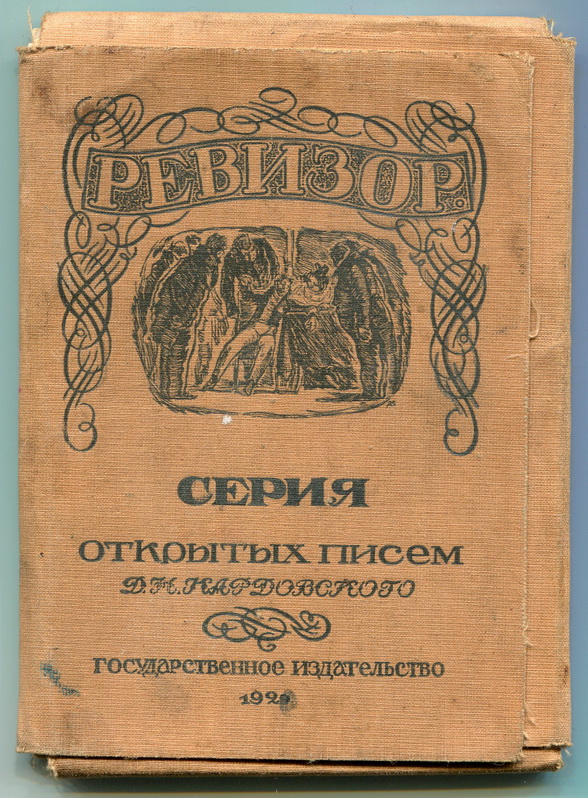 РЕВИЗОР.
СЕРИЯ
ОТКРЫТЫХ ПИСЕМ
Д.Н.КАРДОВСКОГО
ГОСУДАРСТВЕННОЕ ИЗДАТЕЛЬСТВО